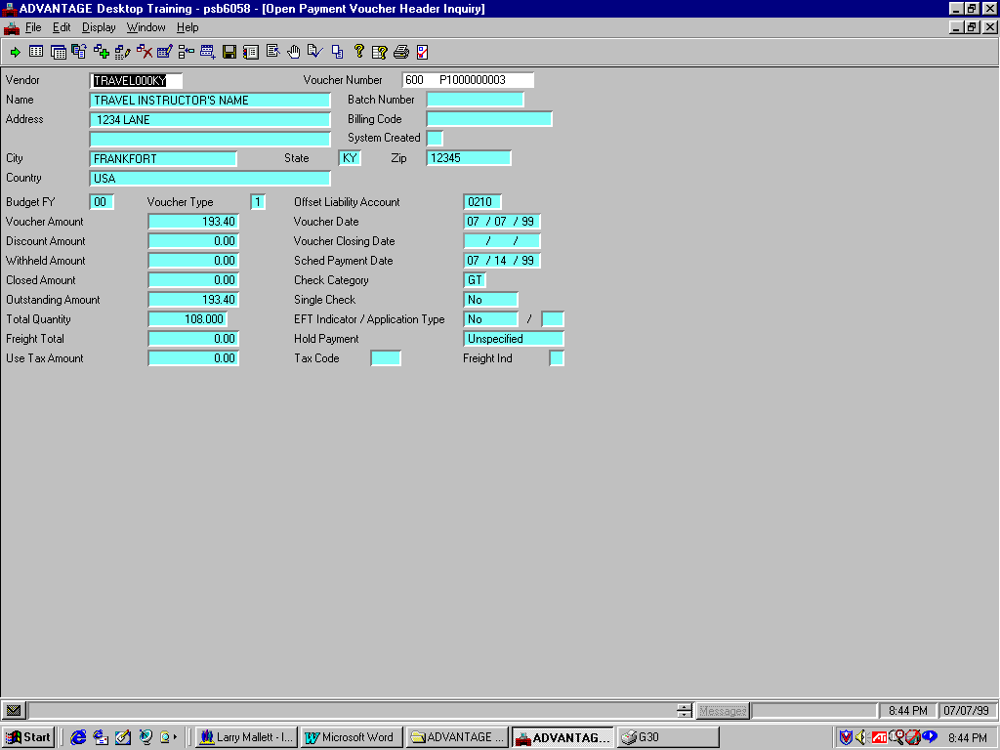 ADVANTAGE Desktop Training - psb6058 - [Open Payment Voucher Header Inquiry]
File Edit Display Window Help
Vendor TRAVEL000KY Voucher Number 600 P1000000003
Name TRAVEL INSTRUCTOR'S NAME Batch Number
Address 1234 LANE Billing Code
System Created
City FRANKFORT State KY Zip 12345
Country USA
Budget FY 00 Voucher Type 1 Offset Liability Account 0210
Voucher Amount 193.40 Voucher Date 07 / 07 / 99
Discount Amount 0.00 Voucher Closing Date / /
Withheld Amount 0.00 Sched Payment Date 07 / 14 / 99
Closed Amount 0.00 Check Category GT
Outstanding Amount 193.40 Single Check No
Total Quantity 108.000 EFT Indicator / Application Type No /
Freight Total 0.00 Hold Payment Unspecified
Use Tax Amount 0.00 Tax Code Freight Ind
Messages 8:44 PM 07/07/99
Start Larry Mallett - I... Microsoft Word ADVANTAGE ... ADVANTAG... G30 8:44 PM